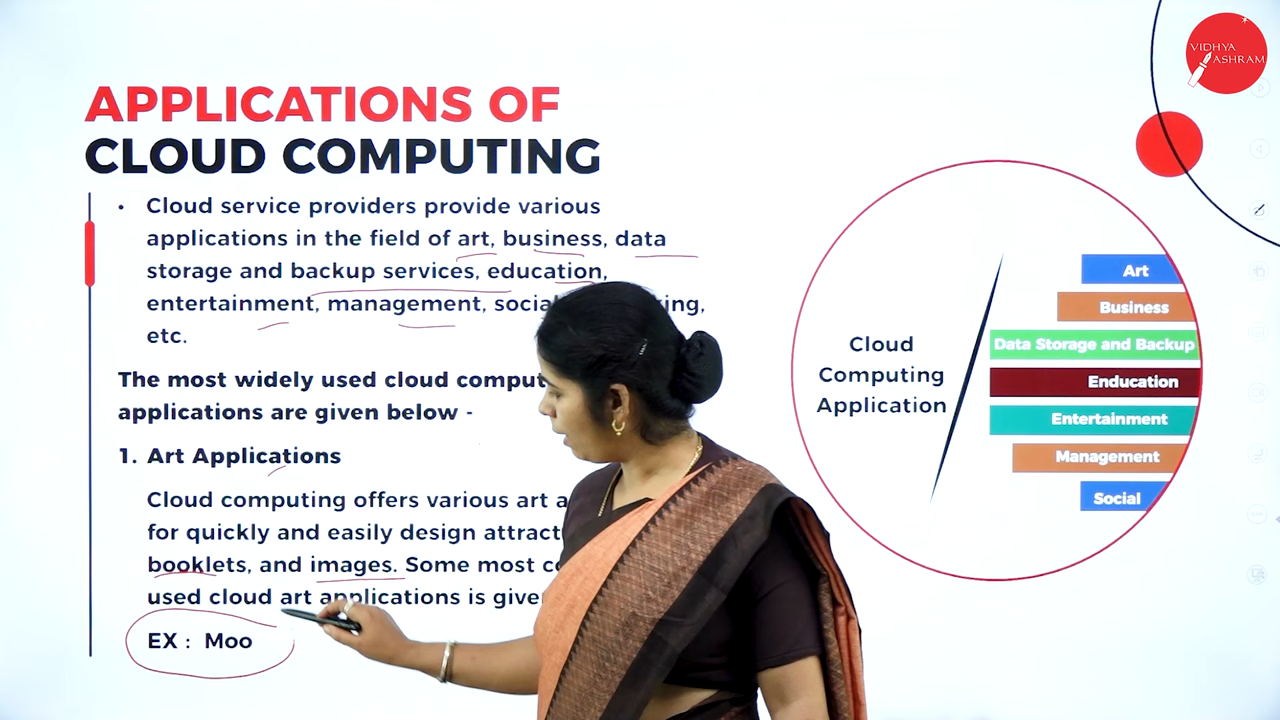 VIDHYA
ASHRAM
APPLICATIONS OF
CLOUD COMPUTING
• Cloud service providers provide various
applications in the field of art, business, data
storage and backup services, education,
entertainment, management, social
etc.
The most widely used cloud
applications are given below -
1. Art Applications
Cloud computing offers various art
for quickly and easily design
booklets, and images. Some most
used cloud art applications is
EX : Moo
Cloud
Computing
Application
Art
Business
Data Storage and Backup
Enducation
Entertainment
Management
Social